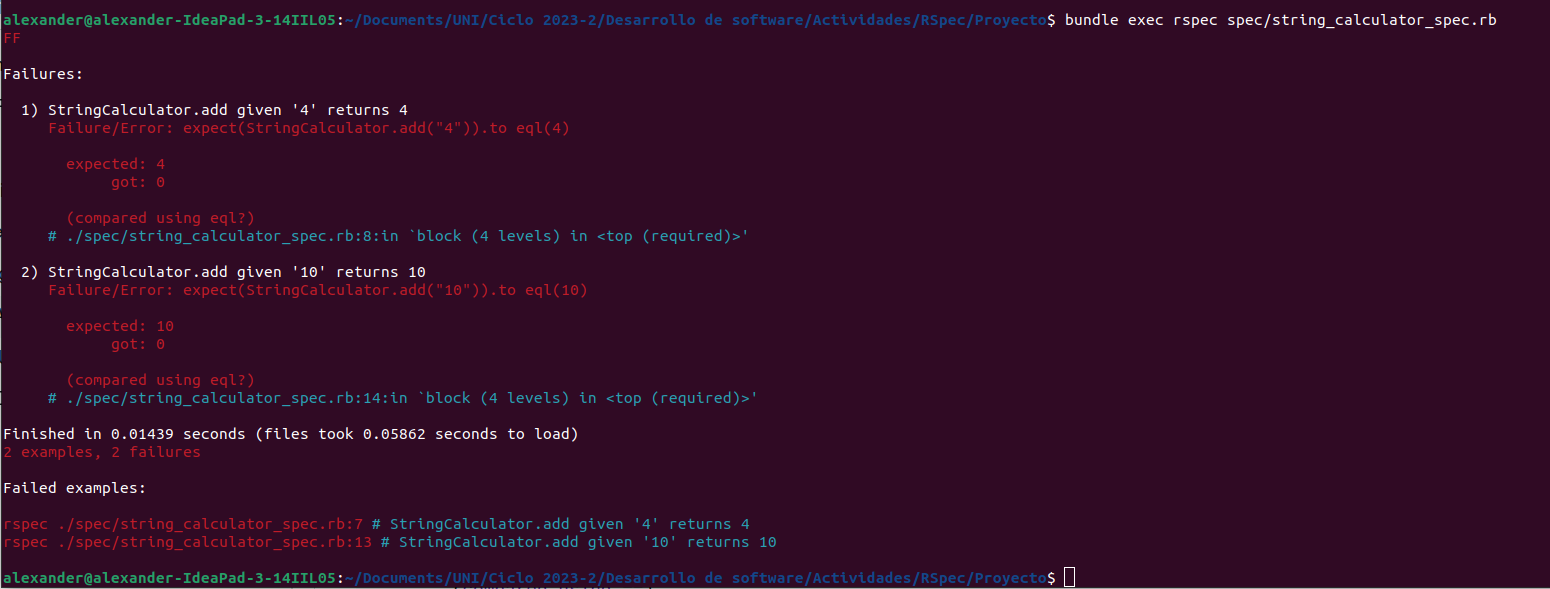 alexander@alexander-IdeaPad-3-14IIL05:~/Documents/UNI/Ciclo 2023-2/Desarrollo de software/Actividades/RSpec/Proyecto$ bundle exec rspec spec/string_calculator_spec.rb
FF
Failures:
1) StringCalculator.add given '4' returns 4
Failure/Error: expect(StringCalculator.add("4")).to eql(4)
expected: 4
got: 0
(compared using eql?)
# ./spec/string_calculator_spec.rb:8:in `block (4 levels) in <top (required)>'
2) StringCalculator.add given '10' returns 10
Failure/Error: expect(StringCalculator.add("10")).to eql(10)
expected: 10
got: 0
(compared using eql?)
# ./spec/string_calculator_spec.rb:14:in `block (4 levels) in <top (required)>'
Finished in 0.01439 seconds (files took 0.05862 seconds to load)
2 examples, 2 failures
Failed examples:
rspec ./spec/string_calculator_spec.rb:7 # StringCalculator.add given '4' returns 4
rspec ./spec/string_calculator_spec.rb:13 # StringCalculator.add given '10' returns 10
alexander@alexander-IdeaPad-3-14IIL05:~/Documents/UNI/Ciclo 2023-2/Desarrollo de software/Actividades/RSpec/Proyecto$